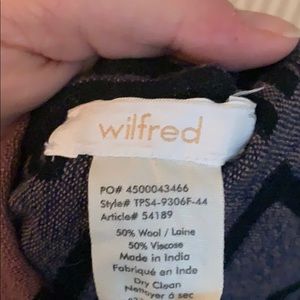 wilfred
PO# 4500043466
Style# TPS4-9306F-44
Article# 54189
50% Wool / Laine
50% Viscose
Made in India
Fabriqué en Inde
Dry Clean
Nettoyer à sec